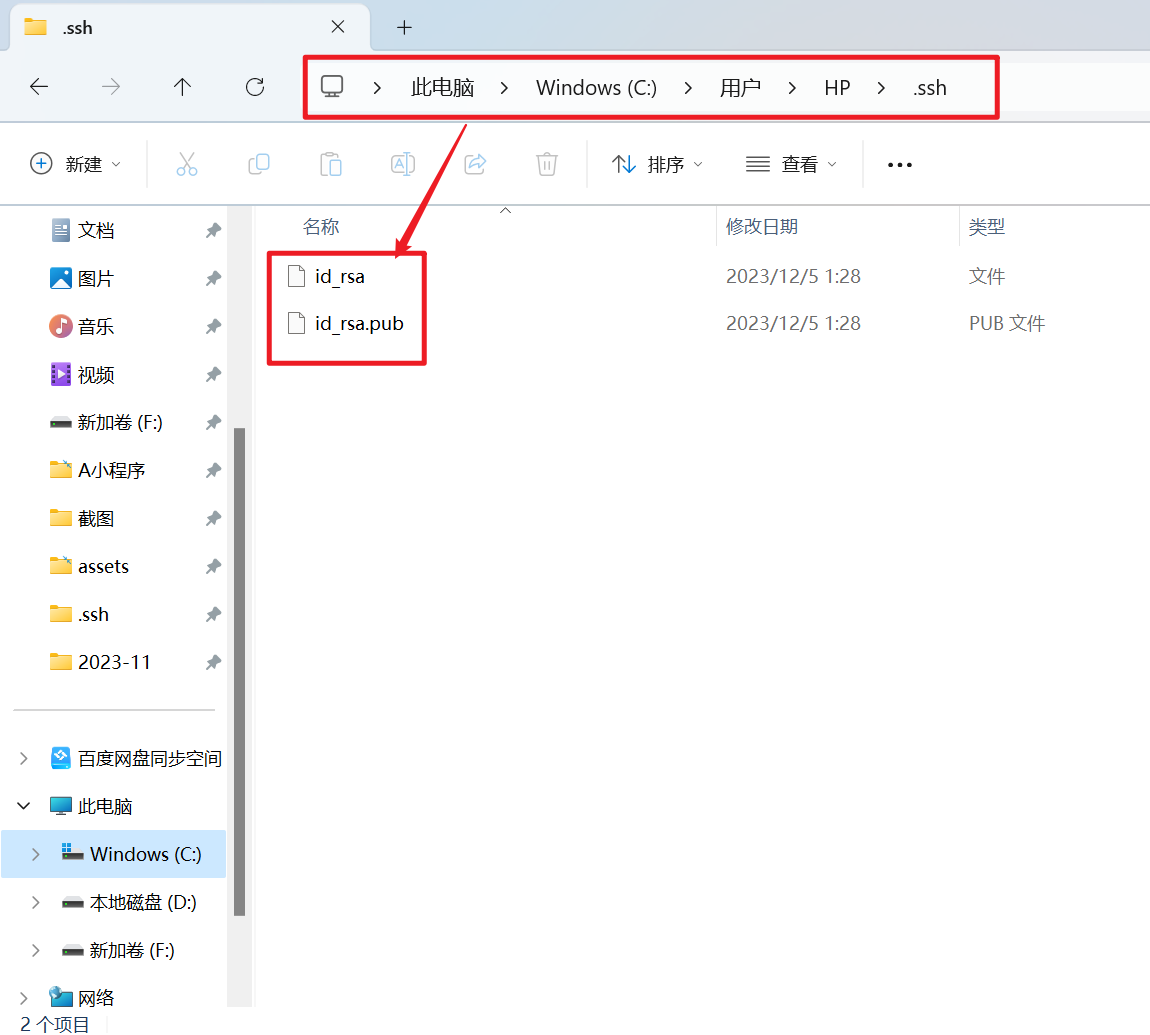 .ssh
此电脑 Windows (C:) 用户 HP .ssh
新建 排序 查看
名称 修改日期 类型
id_rsa 2023/12/5 1:28 文件
id_rsa.pub 2023/12/5 1:28 PUB 文件
文档
图片
音乐
视频
新加卷 (F:)
A小程序
截图
assets
.ssh
2023-11
百度网盘同步空间
此电脑
Windows (C:)
本地磁盘 (D:)
新加卷 (F:)
网络
2 个项目